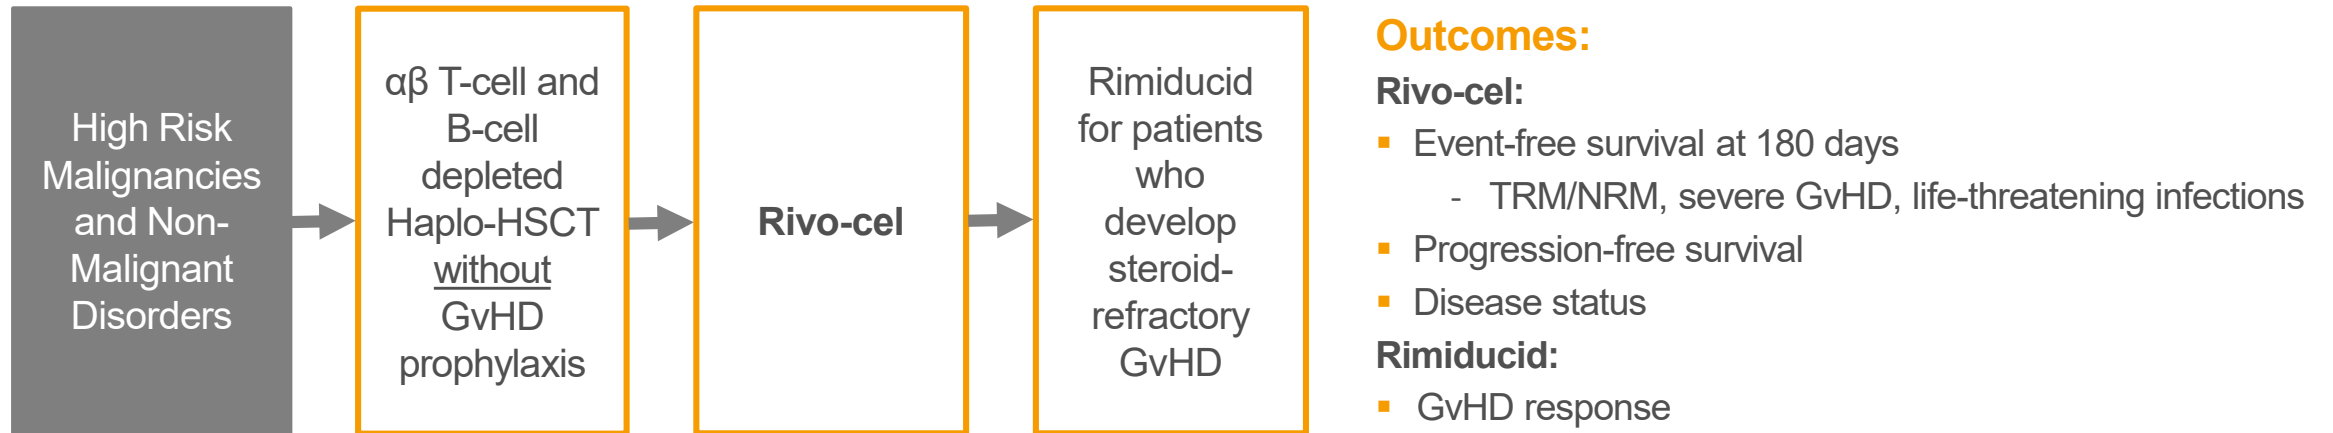 High Risk
Malignancies
and Non-
Malignant
Disorders
αβ T-cell and
B-cell
depleted
Haplo-HSCT
without
GvHD
prophylaxis
Rivo-cel
Rimiducid
for patients
who
develop
steroid-
refractory
GvHD
Outcomes:
Rivo-cel:
▪ Event-free survival at 180 days
- TRM/NRM, severe GvHD, life-threatening infections
▪ Progression-free survival
▪ Disease status
Rimiducid:
▪ GvHD response